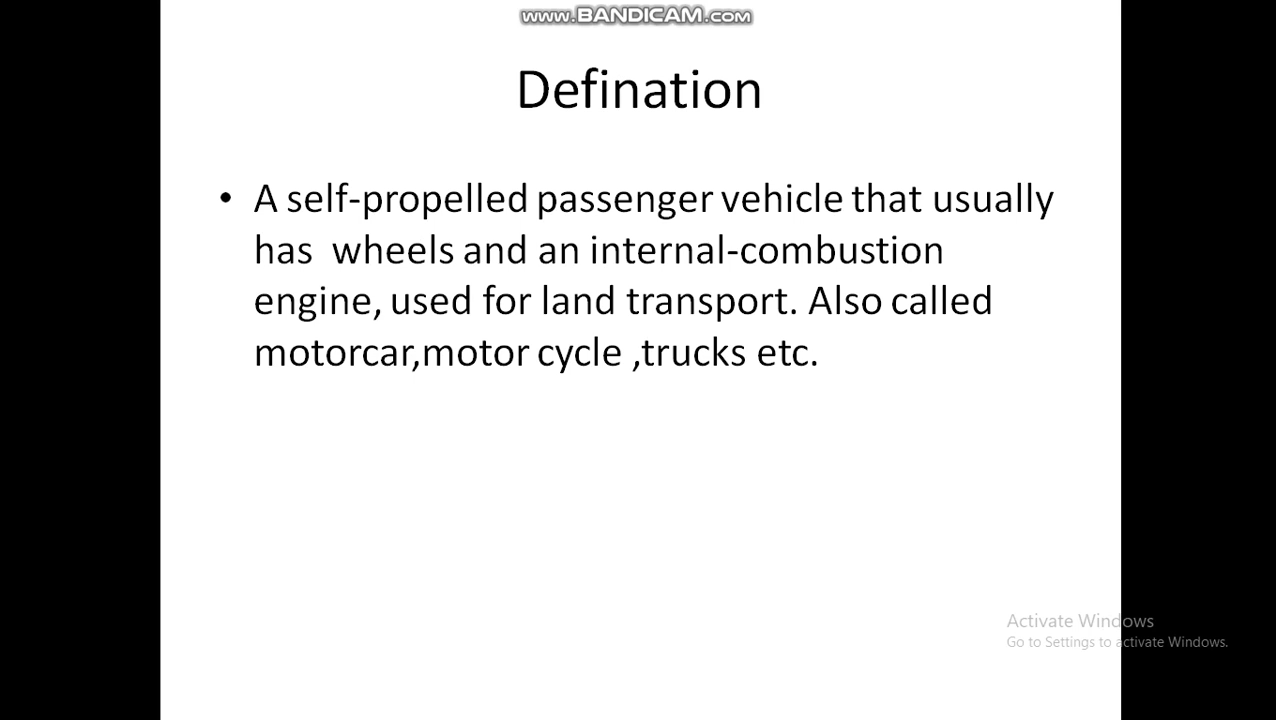 www.BANDICAM.com
Defination
• A self-propelled passenger vehicle that usually
has  wheels and an internal-combustion
engine, used for land transport. Also called
motorcar,motor cycle ,trucks etc.
Activate Windows
Go to Settings to activate Windows.